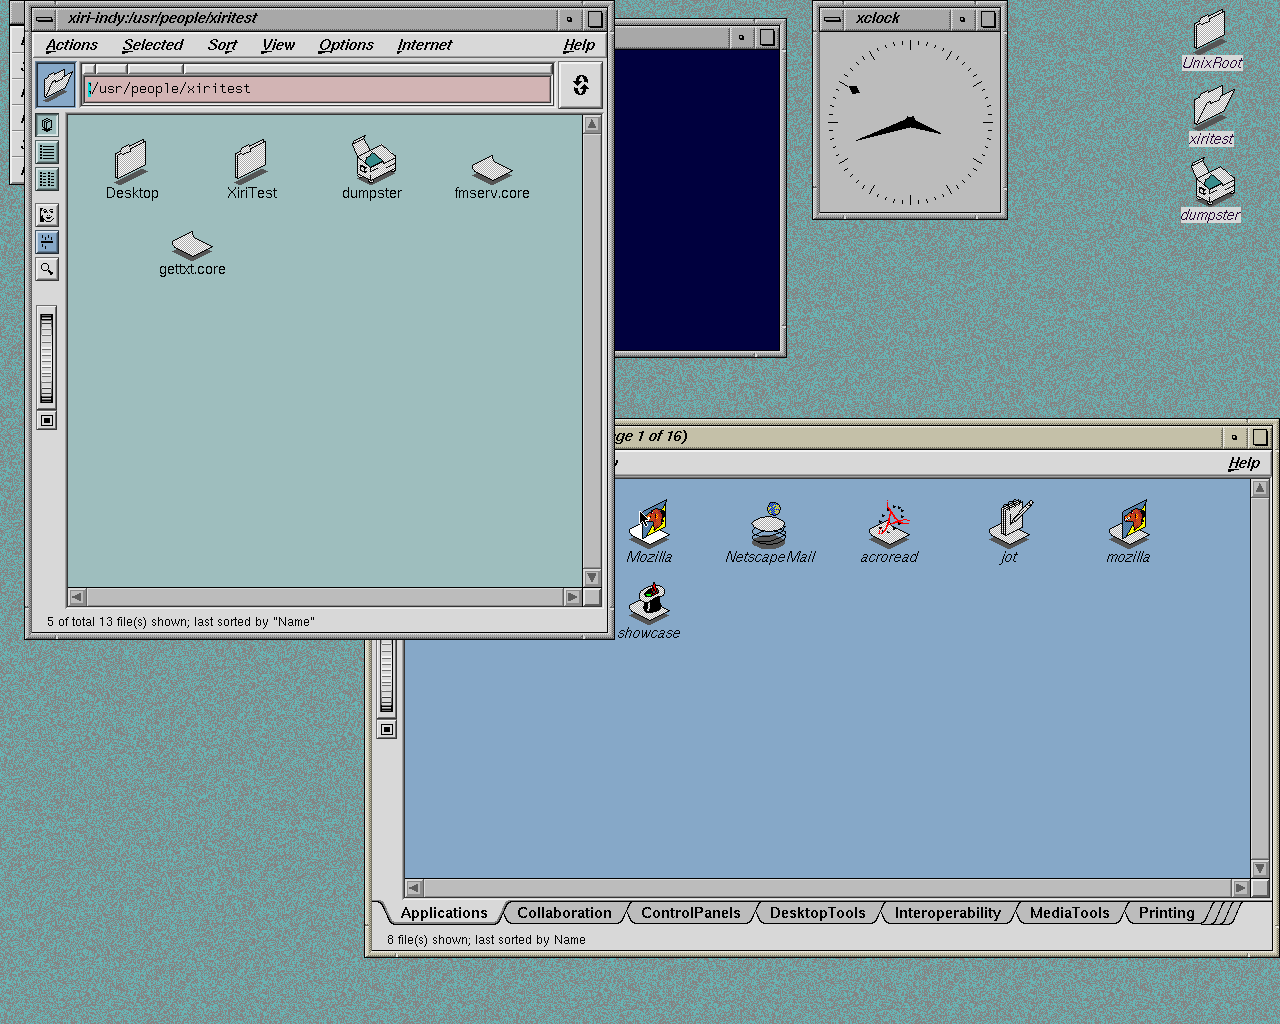 xiri-indy:/usr/people/xiritest
Actions Selected Sort View Options Internet Help
/usr/people/xiritest
Desktop XiriTest dumpster fmserv.core
gettxt.core
5 of total 13 file(s) shown; last sorted by "Name"
xclock
UnixRoot
xiritest
dumpster
ge 1 of 16)
Help
Mozilla NetscapeMail acroread jot mozilla
showcase
Applications Collaboration ControlPanels DesktopTools Interoperability MediaTools Printing
8 file(s) shown; last sorted by Name